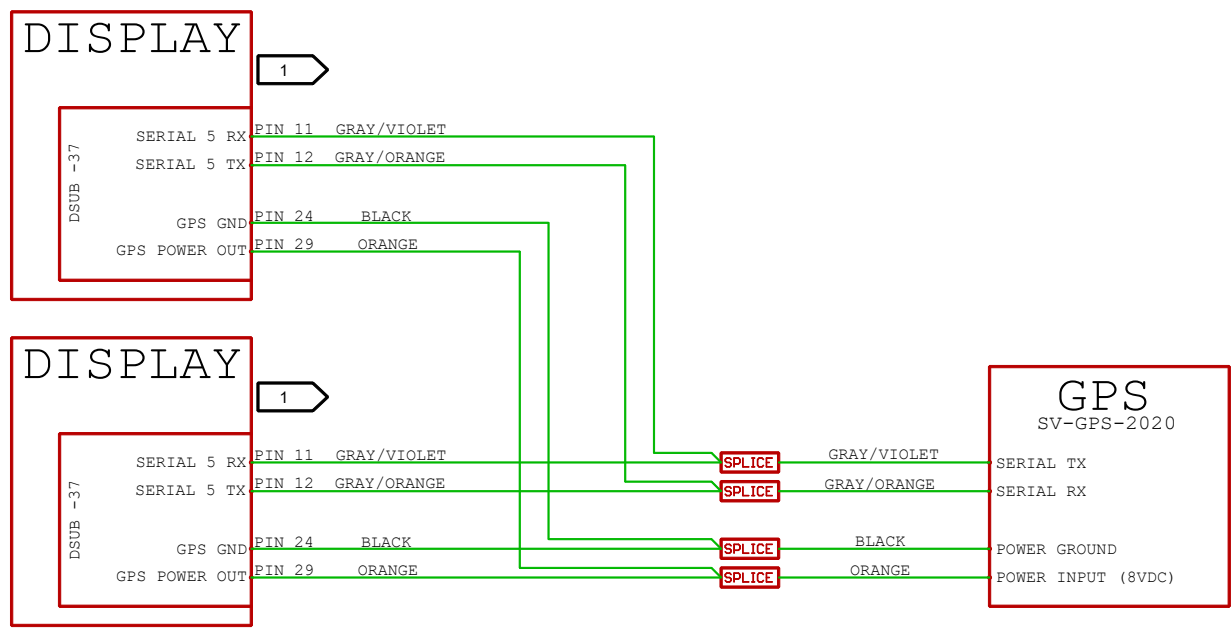 DISPLAY
1
DSUB -37
SERIAL 5 RX PIN 11 GRAY/VIOLET
SERIAL 5 TX PIN 12 GRAY/ORANGE
GPS GND PIN 24 BLACK
GPS POWER OUT PIN 29 ORANGE
DISPLAY
1
DSUB -37
SERIAL 5 RX PIN 11 GRAY/VIOLET
SERIAL 5 TX PIN 12 GRAY/ORANGE
GPS GND PIN 24 BLACK
GPS POWER OUT PIN 29 ORANGE
SPLICE GRAY/VIOLET
SPLICE GRAY/ORANGE
SPLICE BLACK
SPLICE ORANGE
GPS
SV-GPS-2020
SERIAL TX
SERIAL RX
POWER GROUND
POWER INPUT (8VDC)